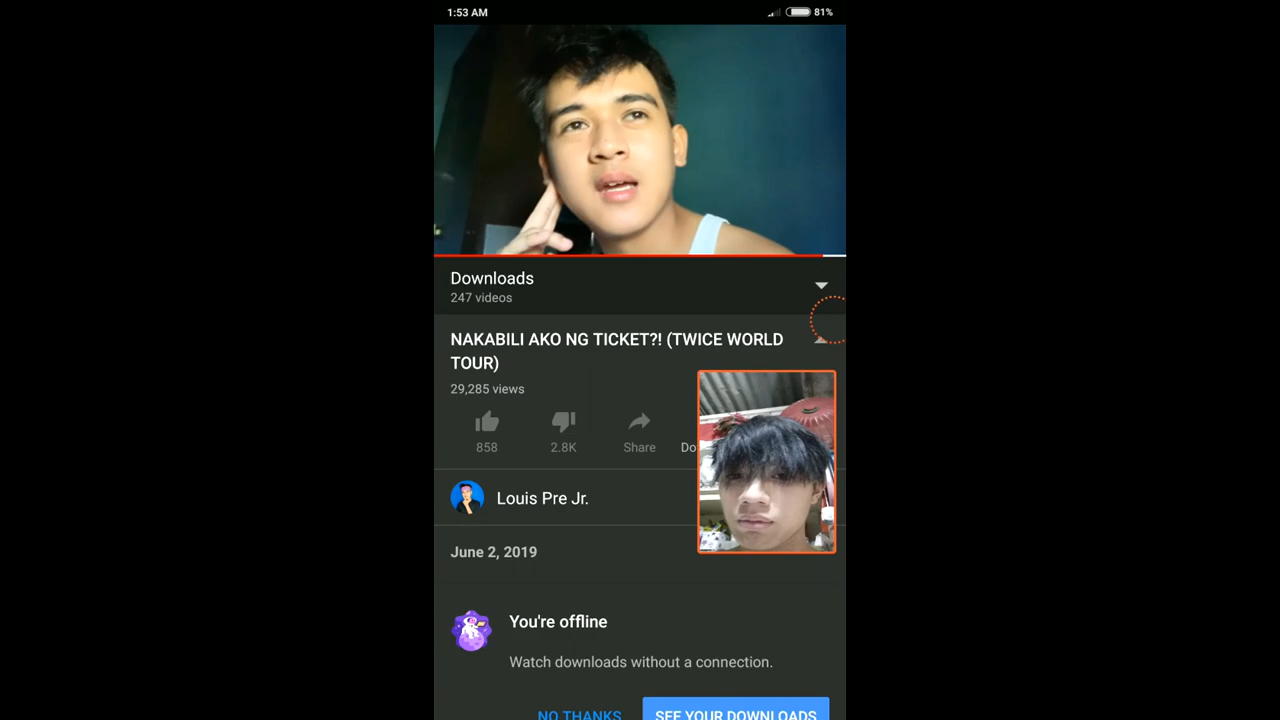 1:53 AM
81%
Downloads
247 videos
NAKABILI AKO NG TICKET?! (TWICE WORLD
TOUR)
29,285 views
858
2.8K
Share
Do
Louis Pre Jr.
June 2, 2019
You're offline
Watch downloads without a connection.
NO THANKS
SEE YOUR DOWNLOADS